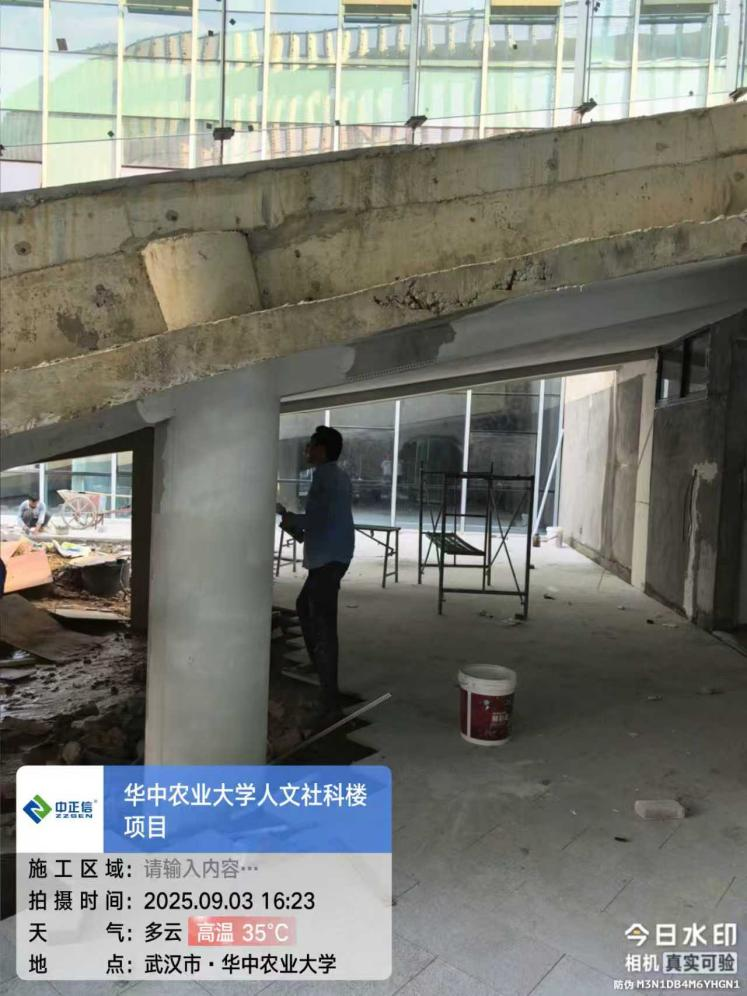 中正信
ZZSEN
华中农业大学人文社科楼
项目
施工区域：请输入内容…
拍摄时间：2025.09.03 16:23
天气：多云 高温 35°C
地点：武汉市·华中农业大学
今日水印
相机 真实可验
防伪 M3N1DB4M6YHGN1